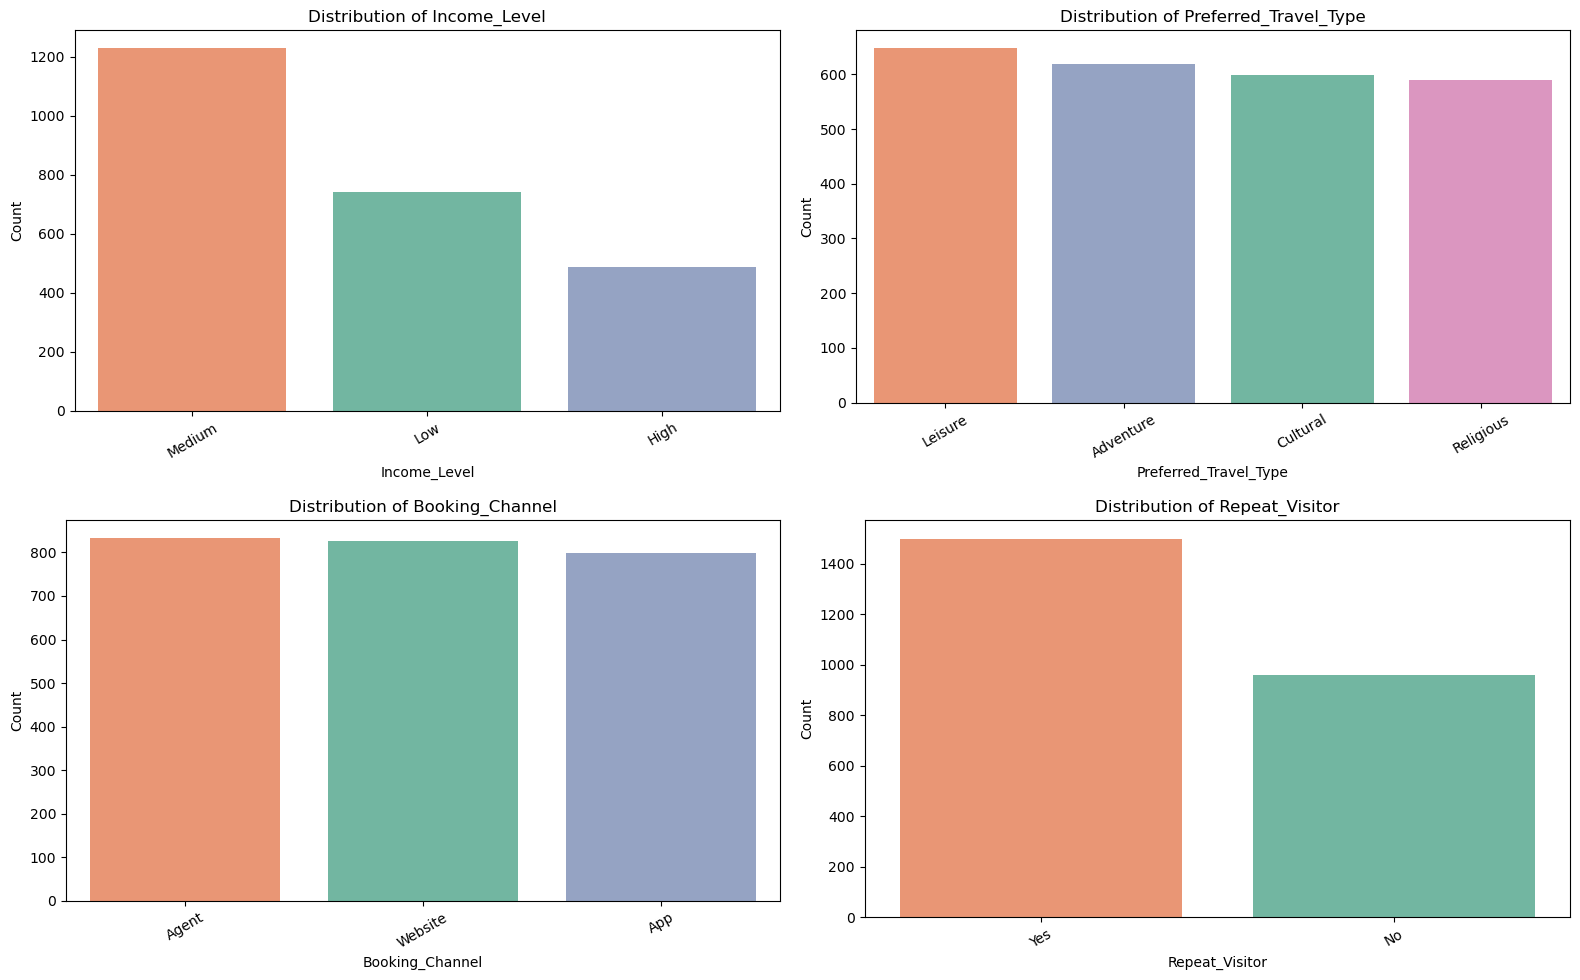 Distribution of Income_Level
1200
1000
800
600
400
200
0
Count
Medium
Low
High
Income_Level
Distribution of Preferred_Travel_Type
600
500
400
300
200
100
0
Count
Leisure
Adventure
Cultural
Religious
Preferred_Travel_Type
Distribution of Booking_Channel
800
700
600
500
400
300
200
100
0
Count
Agent
Website
App
Booking_Channel
Distribution of Repeat_Visitor
1400
1200
1000
800
600
400
200
0
Count
Yes
No
Repeat_Visitor